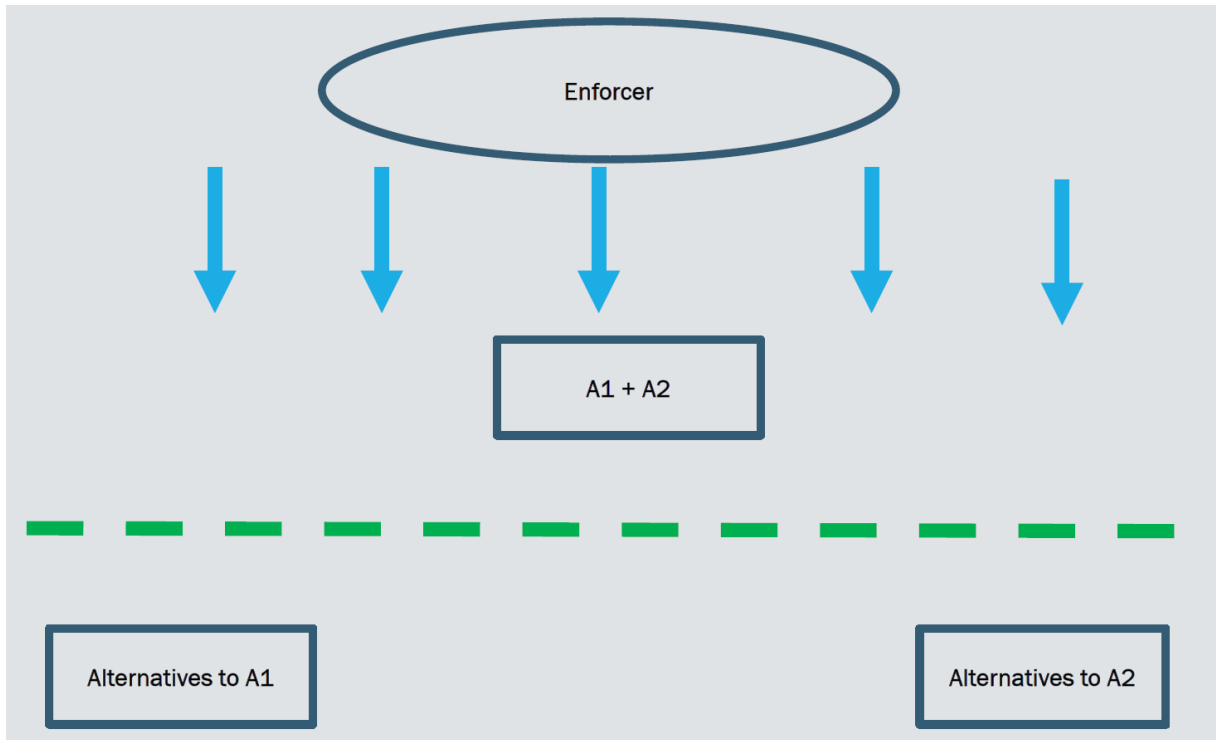 Enforcer
A1 + A2
Alternatives to A1
Alternatives to A2